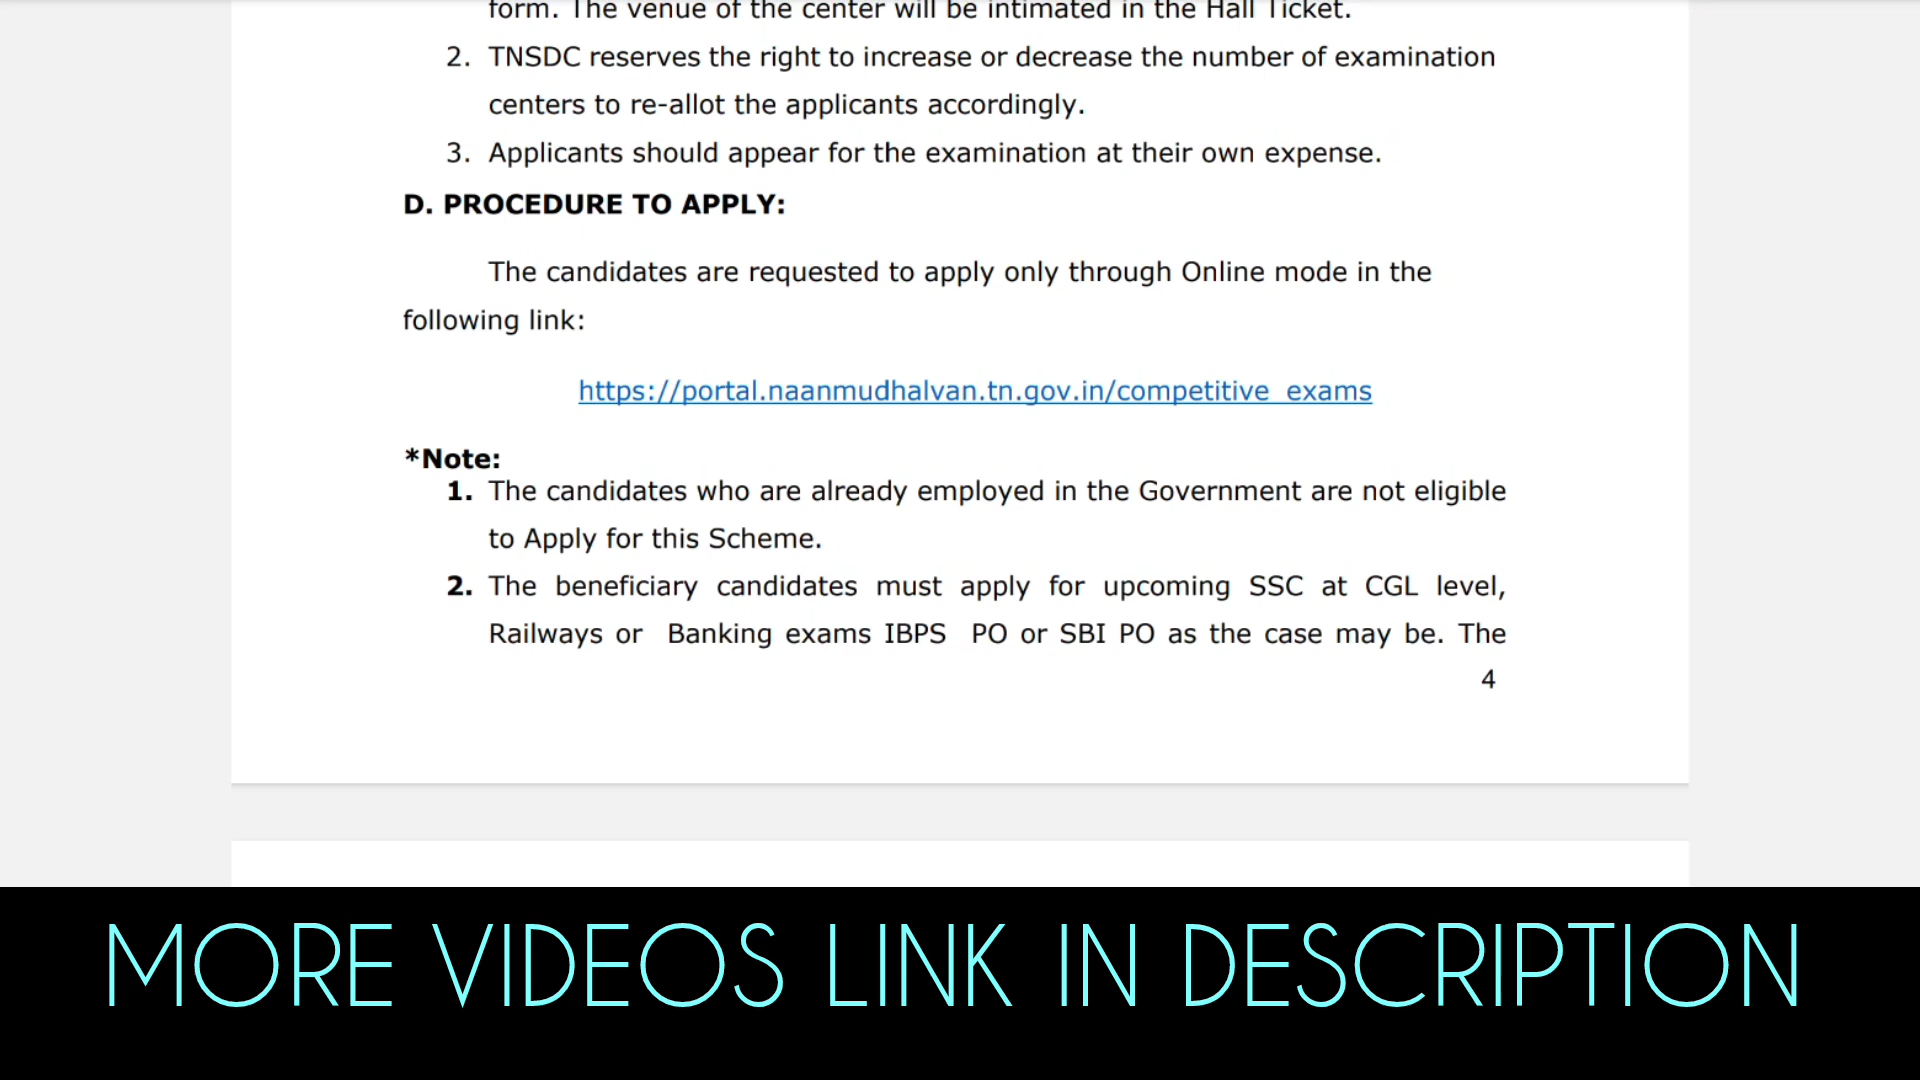 form. The venue of the center will be intimated in the Hall Ticket.
2. TNSDC reserves the right to increase or decrease the number of examination
centers to re-allot the applicants accordingly.
3. Applicants should appear for the examination at their own expense.
D. PROCEDURE TO APPLY:
The candidates are requested to apply only through Online mode in the
following link:
https://portal.naanmudhalvan.tn.gov.in/competitive_exams
*Note:
1. The candidates who are already employed in the Government are not eligible
to Apply for this Scheme.
2. The beneficiary candidates must apply for upcoming SSC at CGL level,
Railways or Banking exams IBPS PO or SBI PO as the case may be. The
4
MORE VIDEOS LINK IN DESCRIPTION